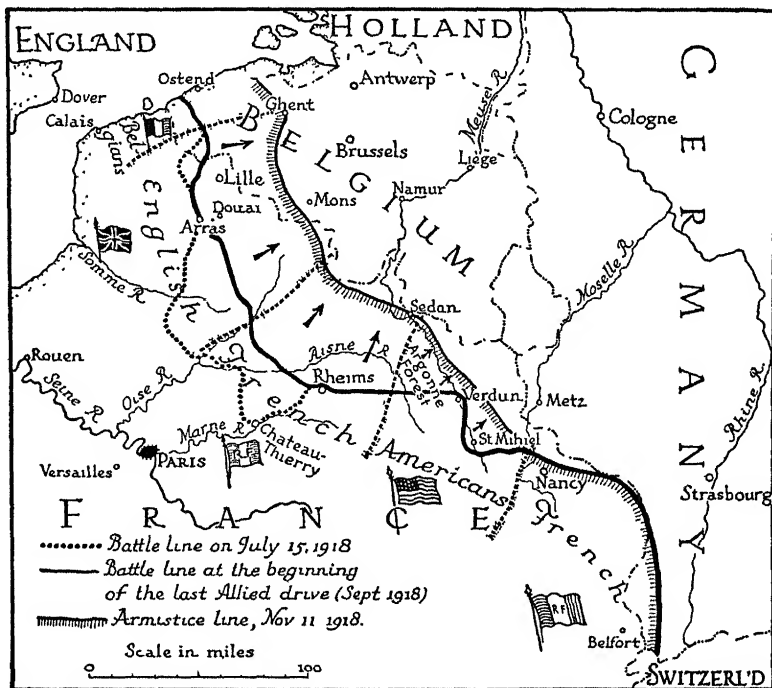 ENGLAND
HOLLAND
GERMANY
Ostend
Antwerp
Dover
Calais
Ghent
Cologne
Belgians
BELGIUM
Brussels
Meuse R
Liége
Lille
Namur
English
Douai
Mons
Arras
Somme R
Moselle R
Sedan
Rouen
Aisne R
Argonne Forest
Seine R
Oise R
Rheims
Verdun
Metz
Rhine R
French
Marne R
Chateau-Thierry
St Mihiel
Americans
PARIS
Versailles
Nancy
Strasbourg
FRANCE
French
Battle line on July 15, 1918
Battle line at the beginning
of the last Allied drive (Sept 1918)
Armistice line, Nov 11 1918.
RF
Belfort
Scale in miles
0 100
SWITZERL'D